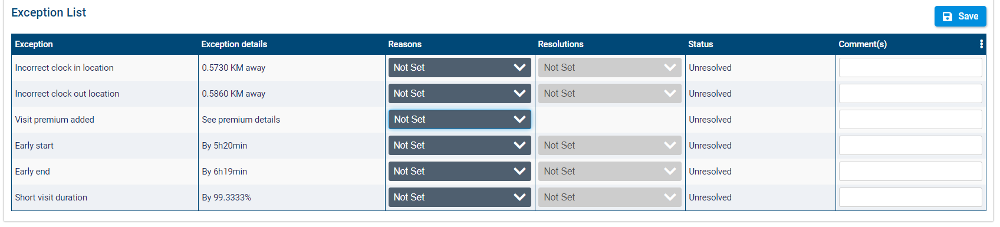 Exception List
Save
Exception Exception details Reasons Resolutions Status Comment(s)
Incorrect clock in location 0.5730 KM away Not Set Not Set Unresolved
Incorrect clock out location 0.5860 KM away Not Set Not Set Unresolved
Visit premium added See premium details Not Set Unresolved
Early start By 5h20min Not Set Not Set Unresolved
Early end By 6h19min Not Set Not Set Unresolved
Short visit duration By 99.3333% Not Set Not Set Unresolved